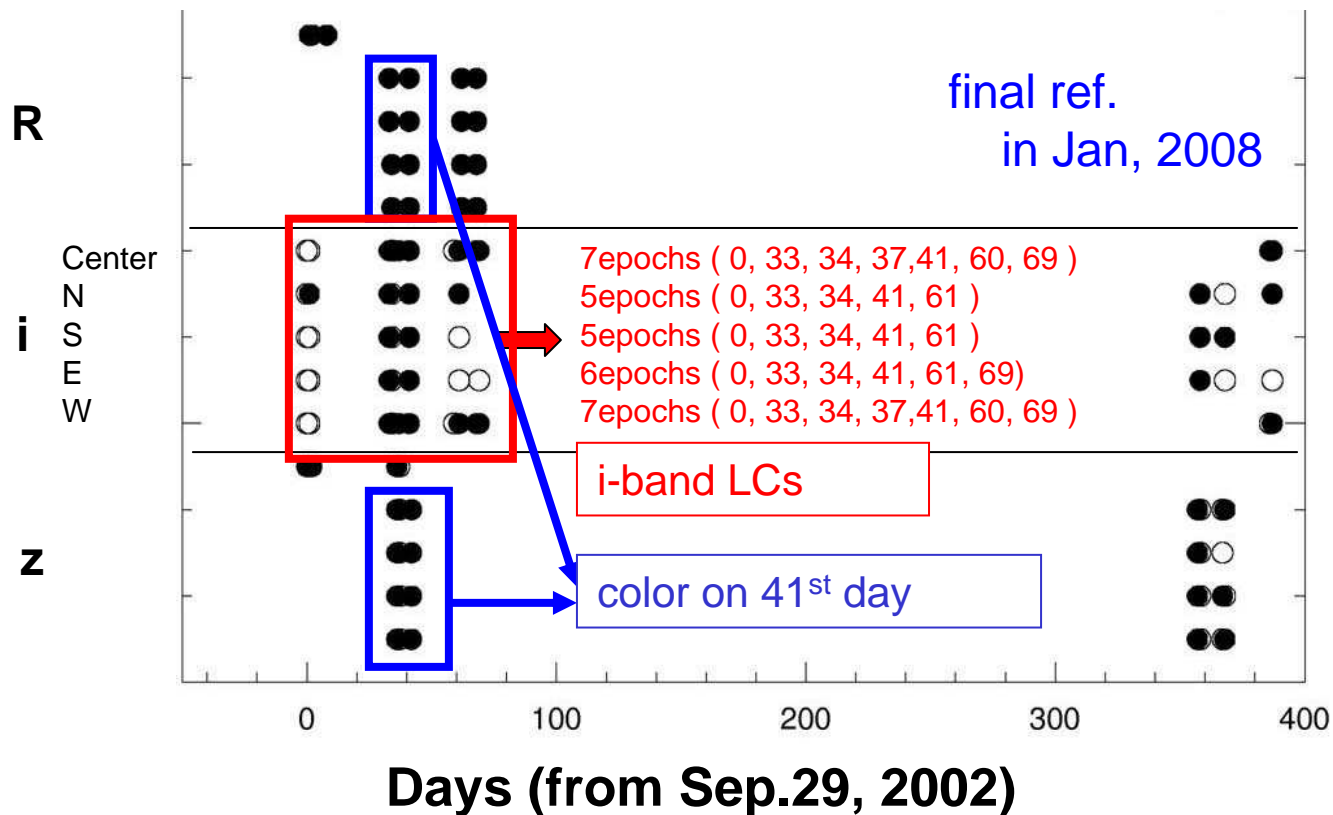 R
final ref.
in Jan, 2008
i
Center
N
S
E
W
7epochs ( 0, 33, 34, 37,41, 60, 69 )
5epochs ( 0, 33, 34, 41, 61 )
5epochs ( 0, 33, 34, 41, 61 )
6epochs ( 0, 33, 34, 41, 61, 69)
7epochs ( 0, 33, 34, 37,41, 60, 69 )
i-band LCs
z
color on 41st day
0 100 200 300 400
Days (from Sep.29, 2002)